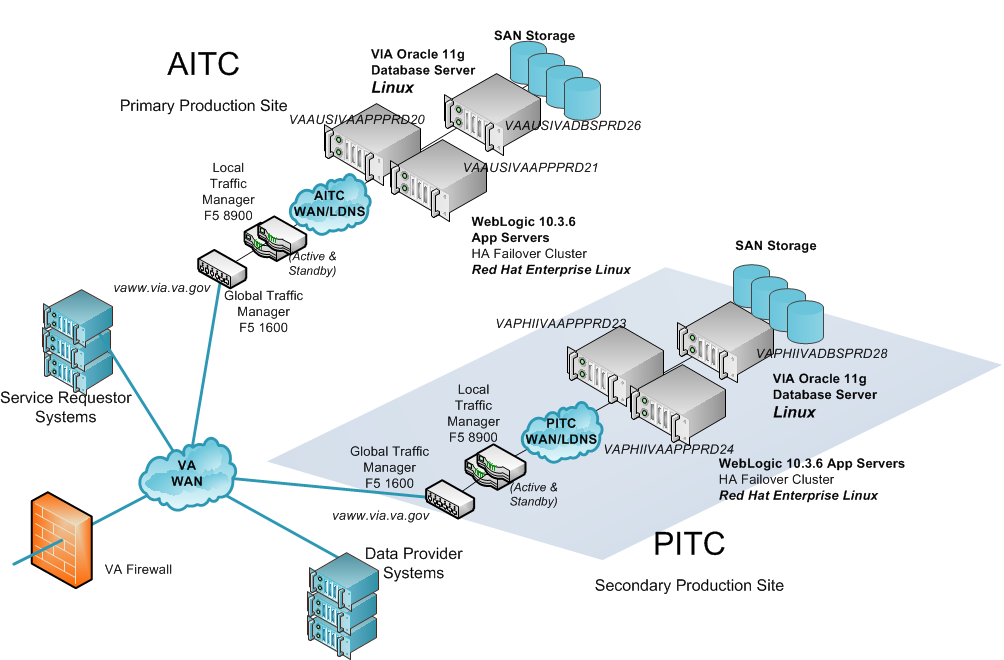 AITC
Primary Production Site
SAN Storage
VIA Oracle 11g
Database Server
Linux
VAAUSIVAAPPPRD20
VAAUSIVADBSPRD26
VAAUSIVAAPPPRD21
Local
Traffic
Manager
F5 8900
AITC
WAN/LDNS
(Active &
Standby)
WebLogic 10.3.6
App Servers
HA Failover Cluster
Red Hat Enterprise Linux
vaww.via.va.gov
Global Traffic
Manager
F5 1600
SAN Storage
VAPHIIVAAPPPRD23
VAPHIIVADBSPRD28
VIA Oracle 11g
Database Server
Linux
Service Requestor
Systems
Local
Traffic
Manager
F5 8900
PITC
WAN/LDNS
VAPHIIVAAPPPRD24
WebLogic 10.3.6 App Servers
HA Failover Cluster
Red Hat Enterprise Linux
Global Traffic
Manager
F5 1600
(Active &
Standby)
vaww.via.va.gov
VA
WAN
PITC
Secondary Production Site
VA Firewall
Data Provider
Systems